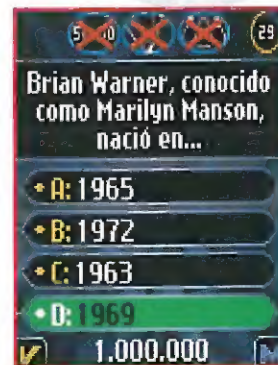 29
Brian Warner, conocido
como Marilyn Manson,
nació en...
A: 1965
B: 1972
C: 1963
D: 1969
1.000.000